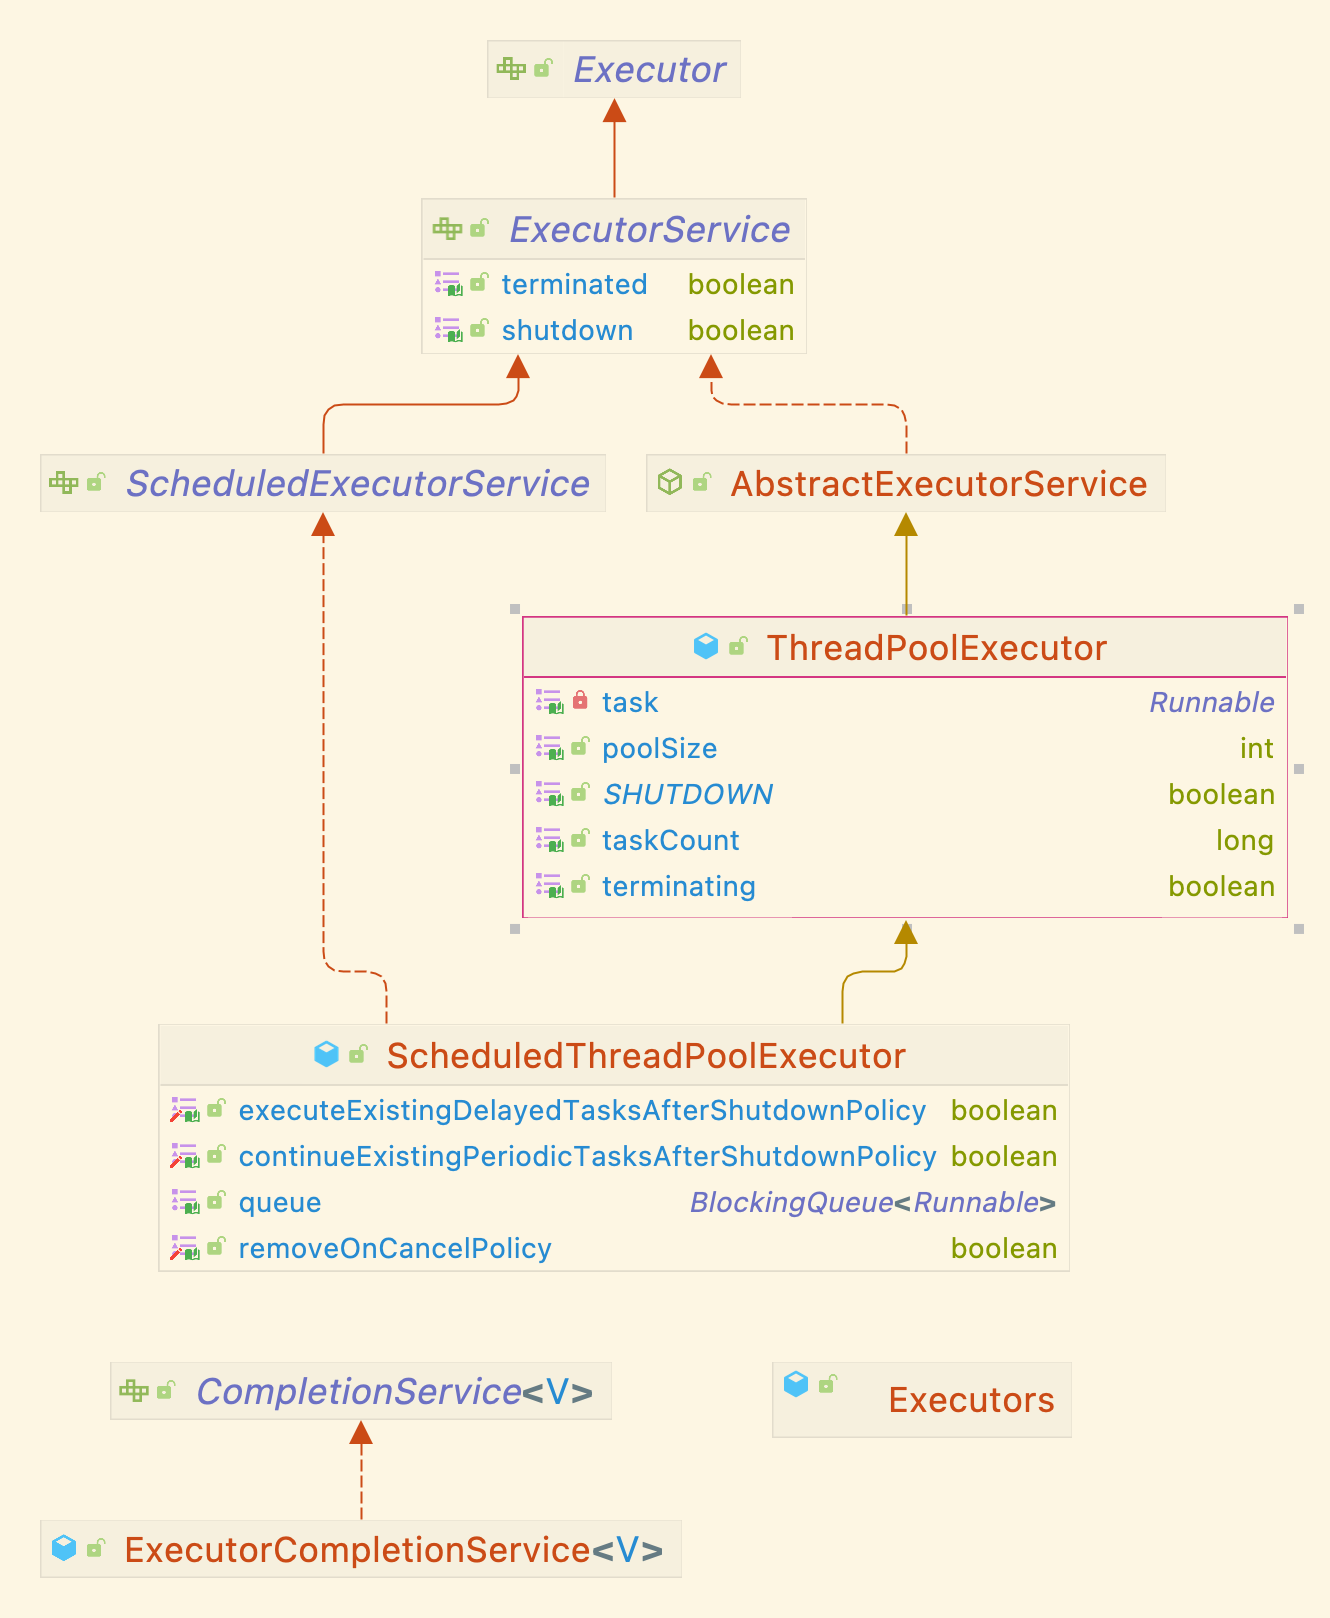 Executor
ExecutorService
terminated boolean
shutdown boolean
ScheduledExecutorService
AbstractExecutorService
ThreadPoolExecutor
task Runnable
poolSize int
SHUTDOWN boolean
taskCount long
terminating boolean
ScheduledThreadPoolExecutor
executeExistingDelayedTasksAfterShutdownPolicy boolean
continueExistingPeriodicTasksAfterShutdownPolicy boolean
queue BlockingQueue<Runnable>
removeOnCancelPolicy boolean
CompletionService<V>
Executors
ExecutorCompletionService<V>